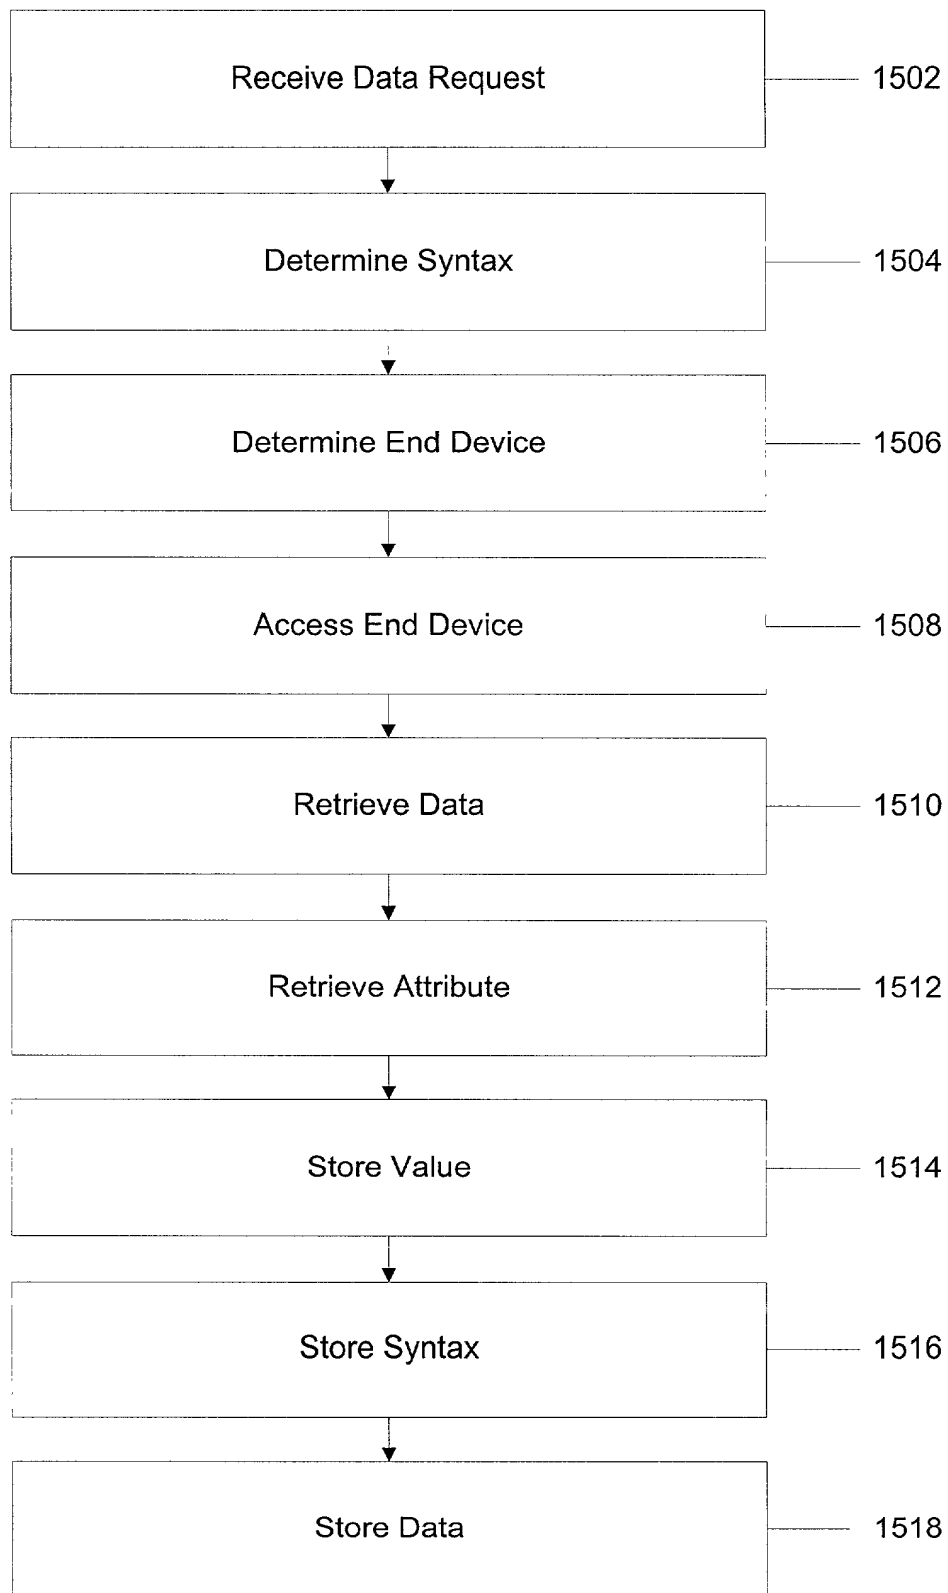 Receive Data Request 1502
Determine Syntax 1504
Determine End Device 1506
Access End Device 1508
Retrieve Data 1510
Retrieve Attribute 1512
Store Value 1514
Store Syntax 1516
Store Data 1518